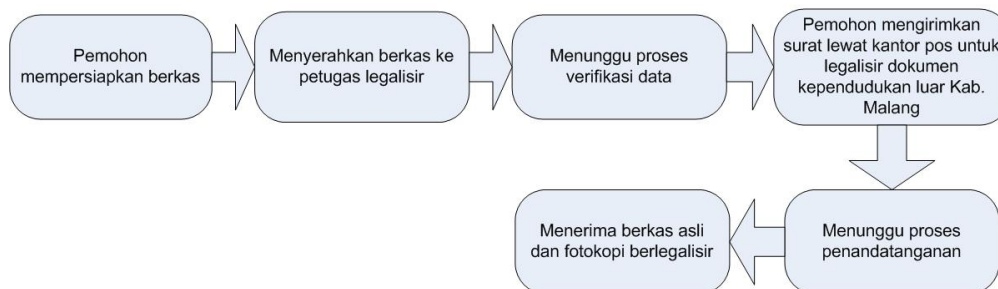 Pemohon
mempersiapkan berkas
Menyerahkan berkas ke
petugas legalisir
Menunggu proses
verifikasi data
Pemohon mengirimkan
surat lewat kantor pos untuk
legalisir dokumen
kependudukan luar Kab.
Malang
Menunggu proses
penandatanganan
Menerima berkas asli
dan fotokopi berlegalisir